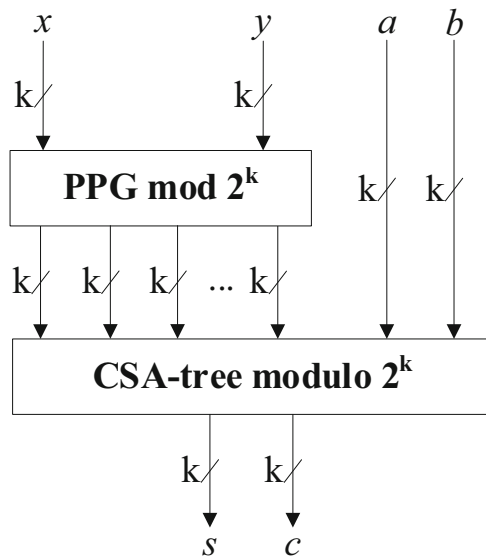 x y a b
k k
PPG mod 2^k
k k
k k k ... k
CSA-tree modulo 2^k
k k
s c